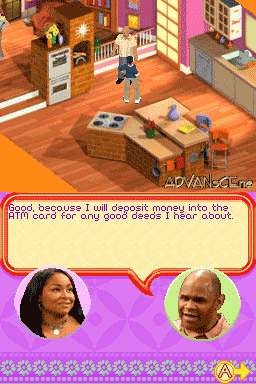 ADVANsCEne
Good, because I will deposit money into the
ATM card for any good deeds I hear about.
A